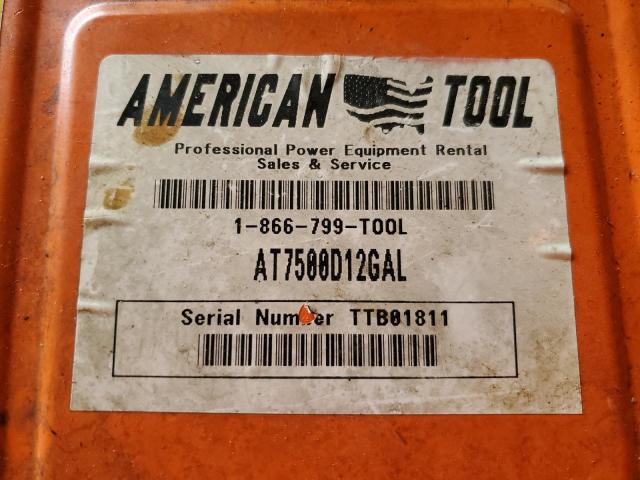 AMERICAN TOOL
Professional Power Equipment Rental
Sales & Service
1-866-799-TOOL
AT7500D12GAL
Serial Number TTB01811